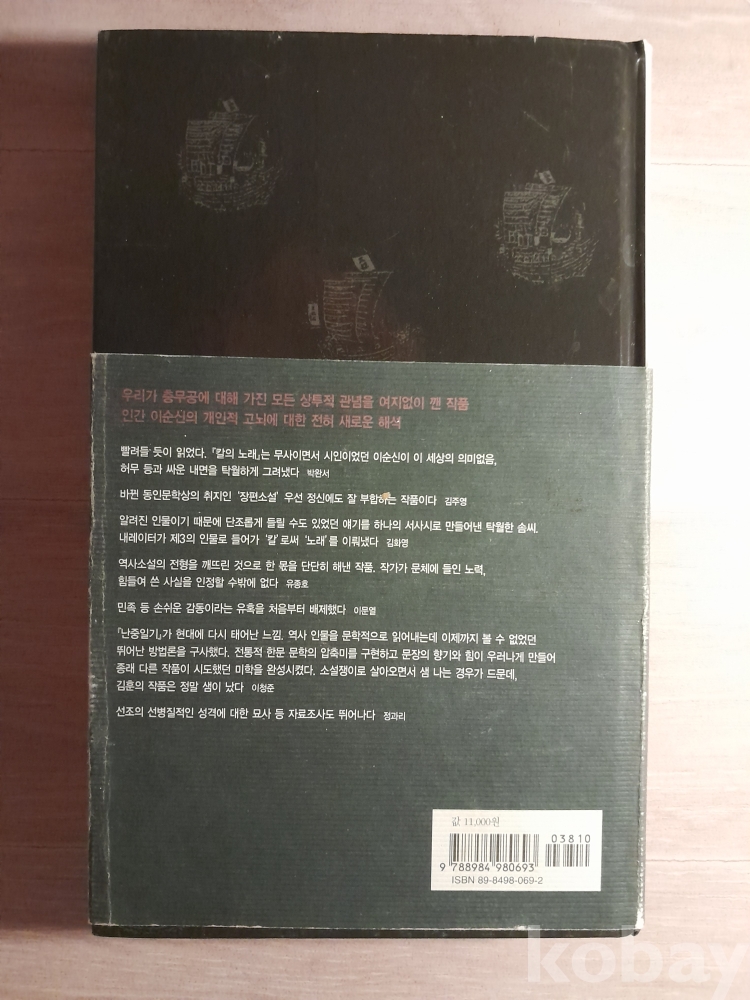 우리가 충무공에 대해 가진 모든 상투적 관념을 여지없이 깬 작품
인간 이순신의 개인적 고뇌에 대한 전혀 새로운 해석
빨려들 듯이 읽었다. 『칼의 노래』는 무사이면서 시인이었던 이순신이 이 세상의 의미없음,
허무 등과 싸운 내면을 탁월하게 그려냈다 박완서
바뀐 동인문학상의 취지인 '장편소설' 우선 정신에도 잘 부합하는 작품이다 김주영
알려진 인물이기 때문에 단조롭게 들릴 수도 있었던 얘기를 하나의 서사시로 만들어낸 탁월한 솜씨.
내레이터가 제3의 인물로 들어가 '칼'로써 '노래'를 이뤄냈다 김화영
역사소설의 전형을 깨뜨린 것으로 한 몫을 단단히 해낸 작품. 작가가 문체에 들인 노력,
힘들여 쓴 사실을 인정할 수밖에 없다 유종호
민족 등 손쉬운 감동이라는 유혹을 처음부터 배제했다 이문열
『난중일기』가 현대에 다시 태어난 느낌. 역사 인물을 문학적으로 읽어내는데 이제까지 볼 수 없었던
뛰어난 방법론을 구사했다. 전통적 한문 문학의 압축미를 구현하고 문장의 향기와 힘이 우러나게 만들어
종래 다른 작품이 시도했던 미학을 완성시켰다. 소설쟁이로 살아오면서 샘 나는 경우가 드문데,
김훈의 작품은 정말 샘이 났다 이청준
선조의 선병질적인 성격에 대한 묘사 등 자료조사도 뛰어나다 정과리
값 11,000원
03810
9 788984 980693
ISBN 89-8498-069-2
kobay